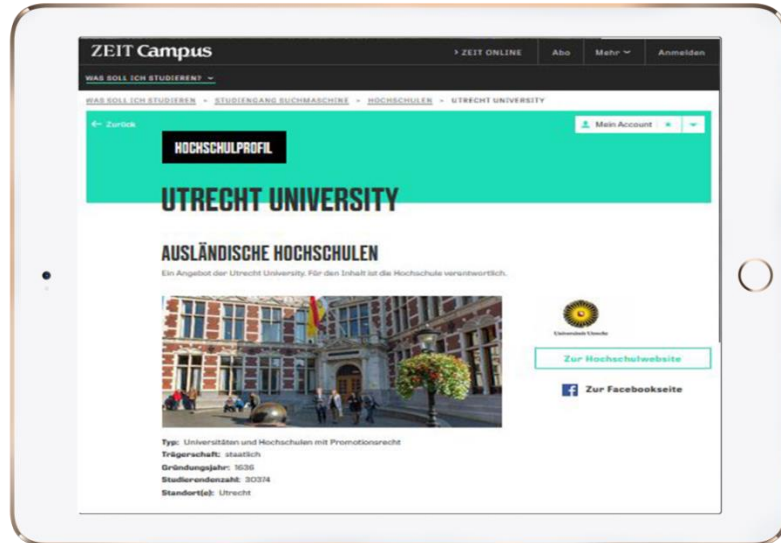 ZEIT Campus
› ZEIT ONLINE Abo Mehr Anmelden
WAS SOLL ICH STUDIEREN?
WAS SOLL ICH STUDIEREN STUDIENGANG SUCHMASCHINE HOCHSCHULEN UTRECHT UNIVERSITY
← Zurück
Mein Account
HOCHSCHULPROFIL
UTRECHT UNIVERSITY
AUSLÄNDISCHE HOCHSCHULEN
Ein Angebot der Utrecht University. Für den Inhalt ist die Hochschule verantwortlich.
Universiteit Utrecht
Zur Hochschulwebsite
Zur Facebookseite
Typ: Universitäten und Hochschulen mit Promotionsrecht
Trägerschaft: staatlich
Gründungsjahr: 1636
Studierendenzahl: 30374
Standort(e): Utrecht